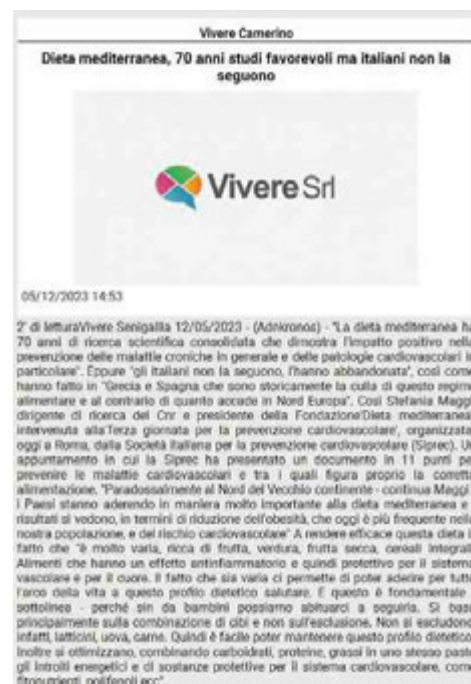 Vivere Camerino
Dieta mediterranea, 70 anni studi favorevoli ma italiani non la
seguono
Vivere Srl
05/12/2023 14:53
2' di letturaVivere Senigallia 12/05/2023 - (Adnkronos) - "La dieta mediterranea ha
70 anni di ricerca scientifica consolidata che dimostra l'impatto positivo nella
prevenzione delle malattie croniche in generale e delle patologie cardiovascolari in
particolare". Eppure "gli italiani non la seguono, l'hanno abbandonata", così come
hanno fatto in "Grecia e Spagna che sono storicamente la culla di questo regime
alimentare e al contrario di quanto accade in Nord Europa". Così Stefania Maggi
dirigente di ricerca del Cnr e presidente della Fondazione'Dieta mediterranea,
intervenuta alla'Terza giornata per la prevenzione cardiovascolare', organizzata,
oggi a Roma, dalla Società italiana per la prevenzione cardiovascolare (Siprec). Un
appuntamento in cui la Siprec ha presentato un documento in 11 punti per
prevenire le malattie cardiovascolari e tra i quali figura proprio la corretta
alimentazione. "Paradossalmente al Nord del Vecchio continente - continua Maggi -
i Paesi stanno aderendo in maniera molto importante alla dieta mediterranea e i
risultati si vedono, in termini di riduzione dell'obesità, che oggi è più frequente nella
nostra popolazione, e del rischio cardiovascolare" A rendere efficace questa dieta il
fatto che "è molto varia, ricca di frutta, verdura, frutta secca, cereali integrali
Alimenti che hanno un effetto antinfiammatorio e quindi protettivo per il sistema
vascolare e per il cuore. Il fatto che sia varia ci permette di poter aderire per tutto
l'arco della vita a questo profilo dietetico salutare. E questo è fondamentale -
sottolinea - perché sin da bambini possiamo abituarci a seguirla. Si basa
principalmente sulla combinazione di cibi e non sull'esclusione. Non si escludono
infatti, latticini, uova, carne. Quindi è facile poter mantenere questo profilo dietetico.
Inoltre si ottimizzano, combinando carboidrati, proteine, grassi in uno stesso pasto
gli introiti energetici e di sostanze protettive per il sistema cardiovascolare, come
fitonutrienti, polifenoli ecc"